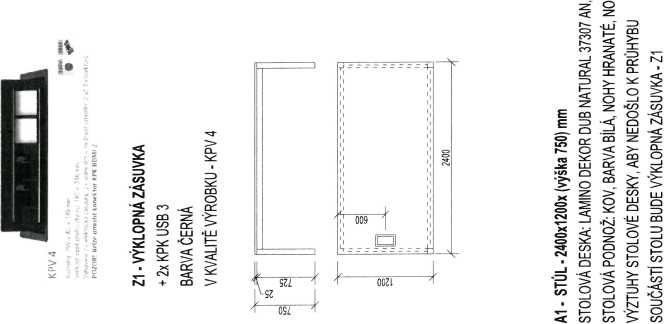 KPV 4
Z1 - VÝKLOPNÁ ZÁSUVKA
+ 2x KPK USB 3
BARVA ČERNÁ
V KVALITĚ VÝROBKU - KPV 4
750
725
25
1200
600
2400
A1 - STŮL - 2400x1200x (výška 750) mm
STOLOVÁ DESKA: LAMINO DEKOR DUB NATURAL 37307 AN,
STOLOVÁ PODNOŽ: KOV, BARVA BÍLÁ, NOHY HRANATÉ, NO
VÝZTUHY STOLOVÉ DESKY, ABY NEDOŠLO K PRŮHYBU
SOUČÁSTÍ STOLU BUDE VÝKLOPNÁ ZÁSUVKA - Z1